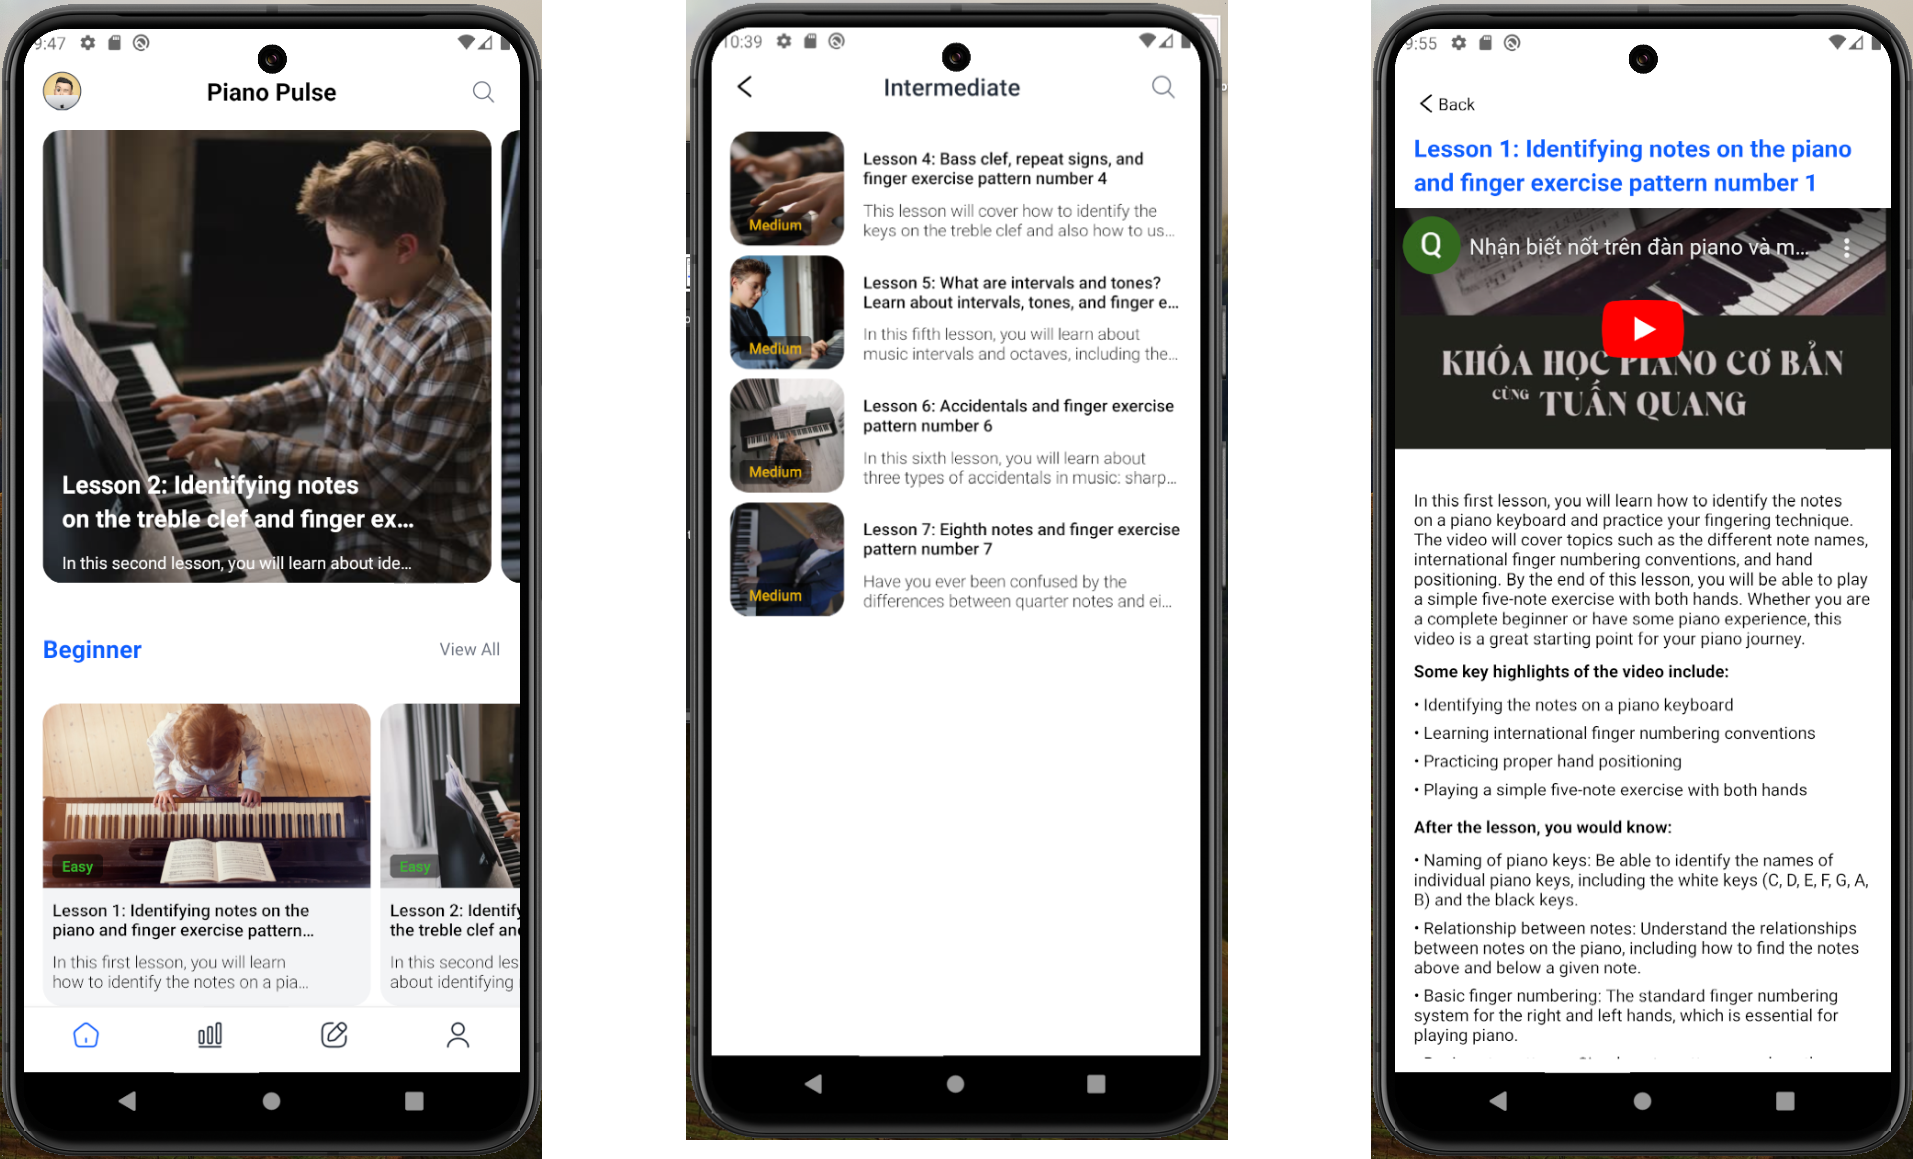 9:47
Piano Pulse
Lesson 2: Identifying notes
on the treble clef and finger ex...
In this second lesson, you will learn about ide...
Beginner
View All
Easy
Easy
Lesson 1: Identifying notes on the
piano and finger exercise pattern...
In this first lesson, you will learn
how to identify the notes on a pia...
Lesson 2: Identify
the treble clef an
In this second les
about identifying
10:39
Intermediate
Lesson 4: Bass clef, repeat signs, and
finger exercise pattern number 4
This lesson will cover how to identify the
keys on the treble clef and also how to us...
Medium
Lesson 5: What are intervals and tones?
Learn about intervals, tones, and finger e...
In this fifth lesson, you will learn about
music intervals and octaves, including the...
Medium
Lesson 6: Accidentals and finger exercise
pattern number 6
In this sixth lesson, you will learn about
three types of accidentals in music: sharp...
Medium
Lesson 7: Eighth notes and finger exercise
pattern number 7
Have you ever been confused by the
differences between quarter notes and ei...
Medium
9:55
Back
Lesson 1: Identifying notes on the piano
and finger exercise pattern number 1
Q
Nhận biết nốt trên đàn piano và m...
KHÓA HỌC PIANO CƠ BẢN
CÙNG TUẤN QUANG
In this first lesson, you will learn how to identify the notes
on a piano keyboard and practice your fingering technique.
The video will cover topics such as the different note names,
international finger numbering conventions, and hand
positioning. By the end of this lesson, you will be able to play
a simple five-note exercise with both hands. Whether you are
a complete beginner or have some piano experience, this
video is a great starting point for your piano journey.
Some key highlights of the video include:
• Identifying the notes on a piano keyboard
• Learning international finger numbering conventions
• Practicing proper hand positioning
• Playing a simple five-note exercise with both hands
After the lesson, you would know:
• Naming of piano keys: Be able to identify the names of
individual piano keys, including the white keys (C, D, E, F, G, A,
B) and the black keys.
• Relationship between notes: Understand the relationships
between notes on the piano, including how to find the notes
above and below a given note.
• Basic finger numbering: The standard finger numbering
system for the right and left hands, which is essential for
playing piano.